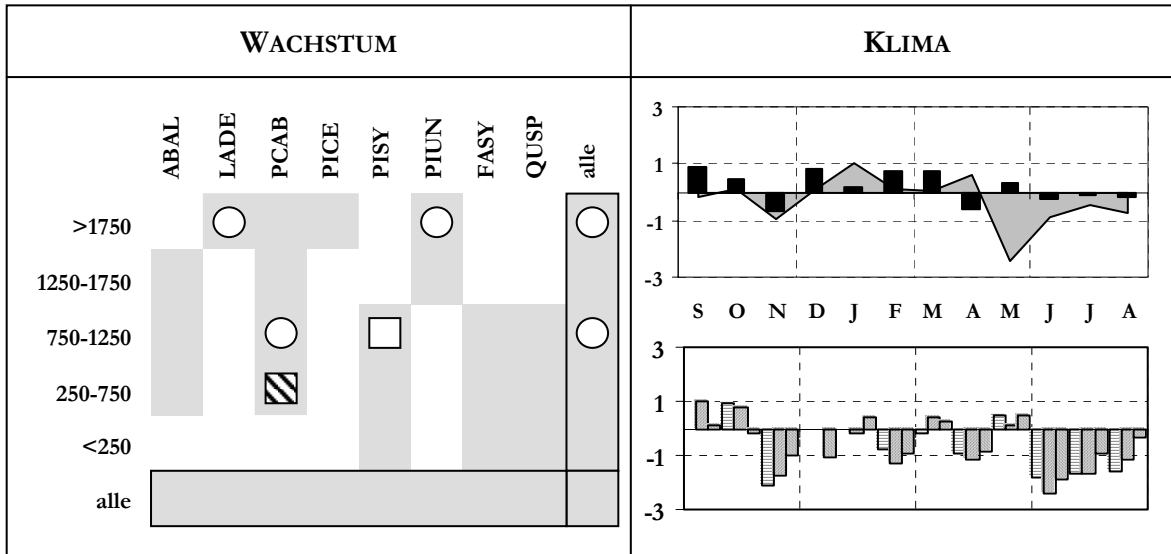 WACHSTUM
KLIMA
ABAL LADE PCAB PICE PISY PIUN FASY QUSP alle
>1750
1250-1750
750-1250
250-750
<250
alle
3
1
-1
-3
S O N D J F M A M J J A
3
1
-1
-3